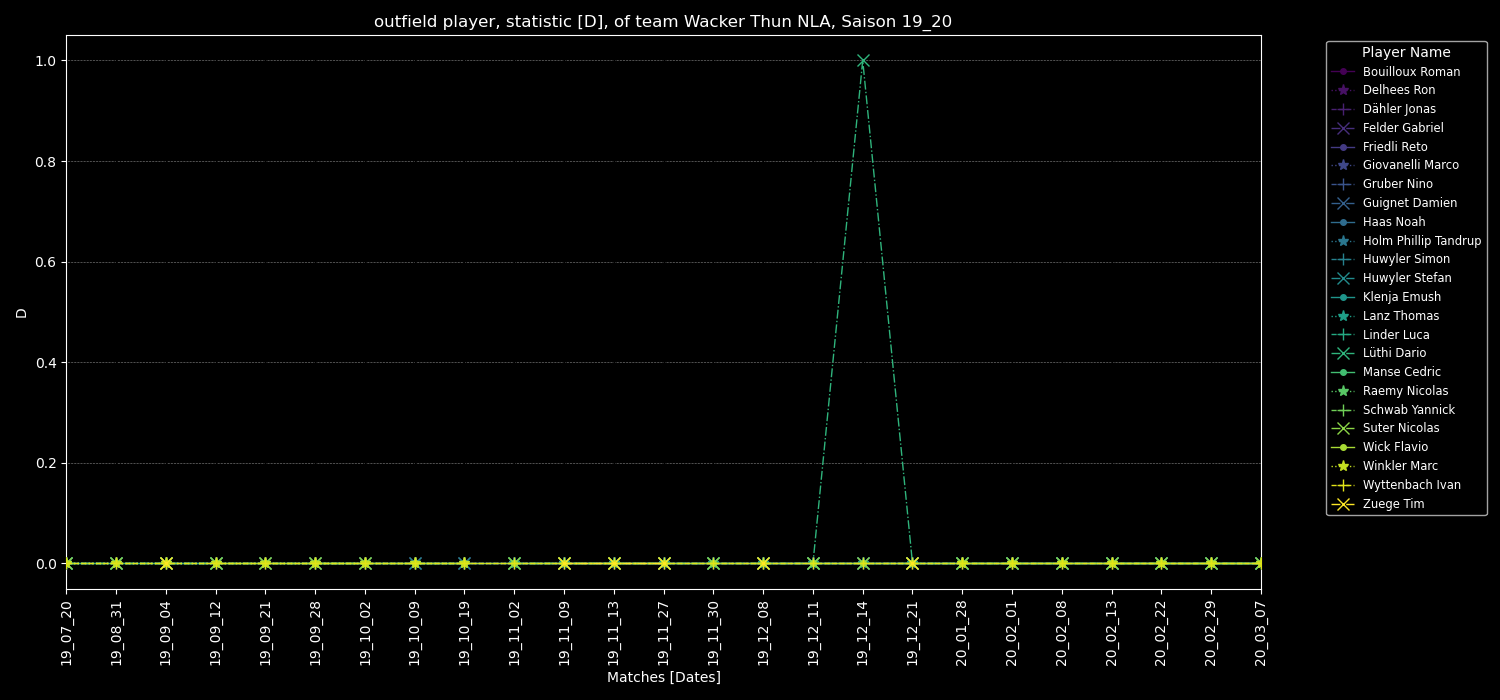 outfield player, statistic [D], of team Wacker Thun NLA, Saison 19_20
1.0
0.8
0.6
0.4
0.2
0.0
D
19_07_20
19_08_31
19_09_04
19_09_12
19_09_21
19_09_28
19_10_02
19_10_09
19_10_19
19_11_02
19_11_09
19_11_13
19_11_27
19_11_30
19_12_08
19_12_11
19_12_14
19_12_21
20_01_28
20_02_01
20_02_08
20_02_13
20_02_22
20_02_29
20_03_07
Matches [Dates]
Player Name
Bouilloux Roman
Delhees Ron
Dähler Jonas
Felder Gabriel
Friedli Reto
Giovanelli Marco
Gruber Nino
Guignet Damien
Haas Noah
Holm Phillip Tandrup
Huwyler Simon
Huwyler Stefan
Klenja Emush
Lanz Thomas
Linder Luca
Lüthi Dario
Manse Cedric
Raemy Nicolas
Schwab Yannick
Suter Nicolas
Wick Flavio
Winkler Marc
Wyttenbach Ivan
Zuege Tim